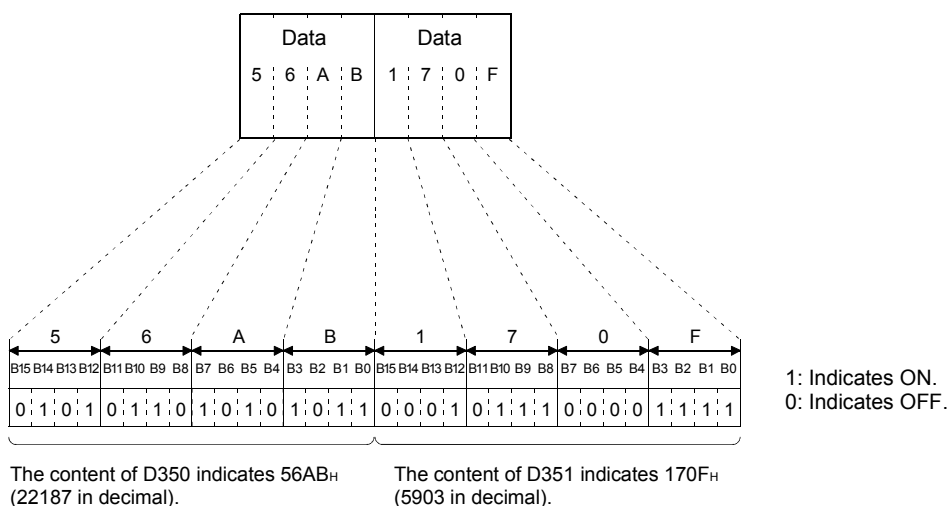 Data Data
5 6 A B 1 7 0 F
5 6 A B 1 7 0 F
B15 B14 B13 B12 B11 B10 B9 B8 B7 B6 B5 B4 B3 B2 B1 B0 B15 B14 B13 B12 B11 B10 B9 B8 B7 B6 B5 B4 B3 B2 B1 B0
0 1 0 1 0 1 1 0 1 0 1 0 1 0 1 1 0 0 0 1 0 1 1 1 0 0 0 0 1 1 1 1
1: Indicates ON.
0: Indicates OFF.
The content of D350 indicates 56ABH
(22187 in decimal).
The content of D351 indicates 170FH
(5903 in decimal).